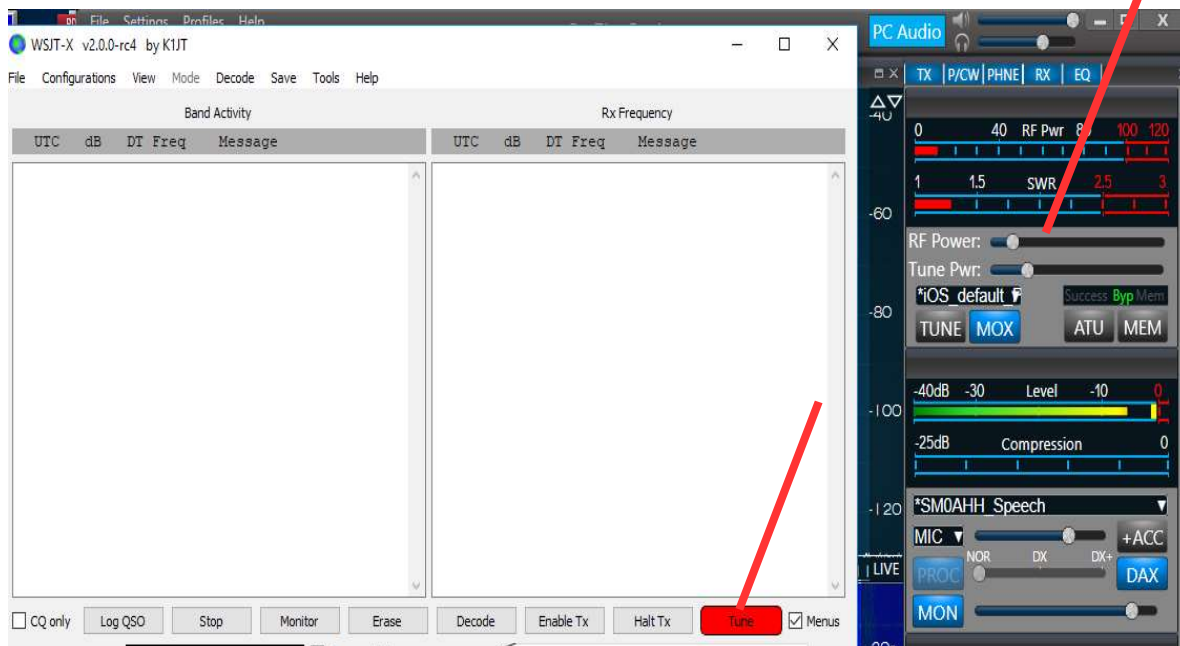 File Settings Profiles Help
WSJT-X v2.0.0-rc4 by K1JT
File Configurations View Mode Decode Save Tools Help
Band Activity
Rx Frequency
UTC dB DT Freq Message
UTC dB DT Freq Message
CQ only Log QSO Stop Monitor Erase Decode Enable Tx Halt Tx Tune Menus
-40
-60
-80
-100
-120
LIVE
PC Audio
X
TX P/CW PHNE RX EQ
0 40 RF Pwr 80 100 120
1 1.5 SWR 2.5 3
RF Power:
Tune Pwr:
*iOS_default_F
Success Byp Mem
TUNE MOX ATU MEM
-40dB -30 Level -10 0
-25dB Compression 0
*SM0AHH_Speech
MIC +ACC
NOR DX DX+
PROC DAX
MON